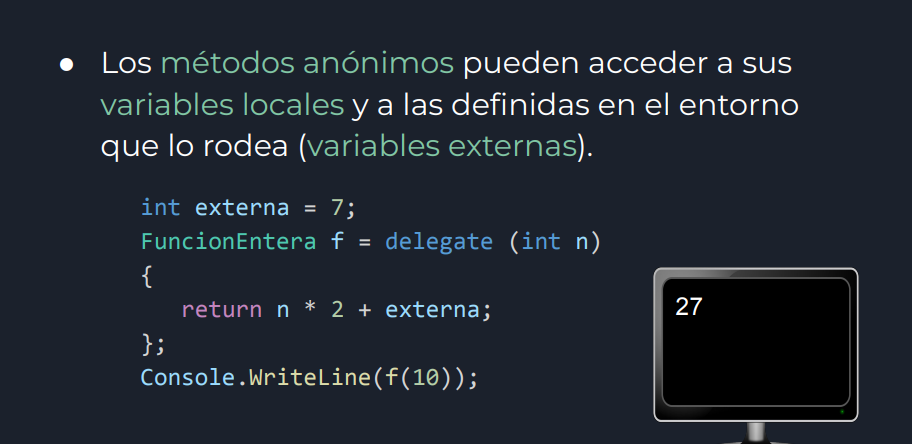 ● Los métodos anónimos pueden acceder a sus
variables locales y a las definidas en el entorno
que lo rodea (variables externas).
int externa = 7;
FuncionEntera f = delegate (int n)
{
   return n * 2 + externa;
};
Console.WriteLine(f(10));
27